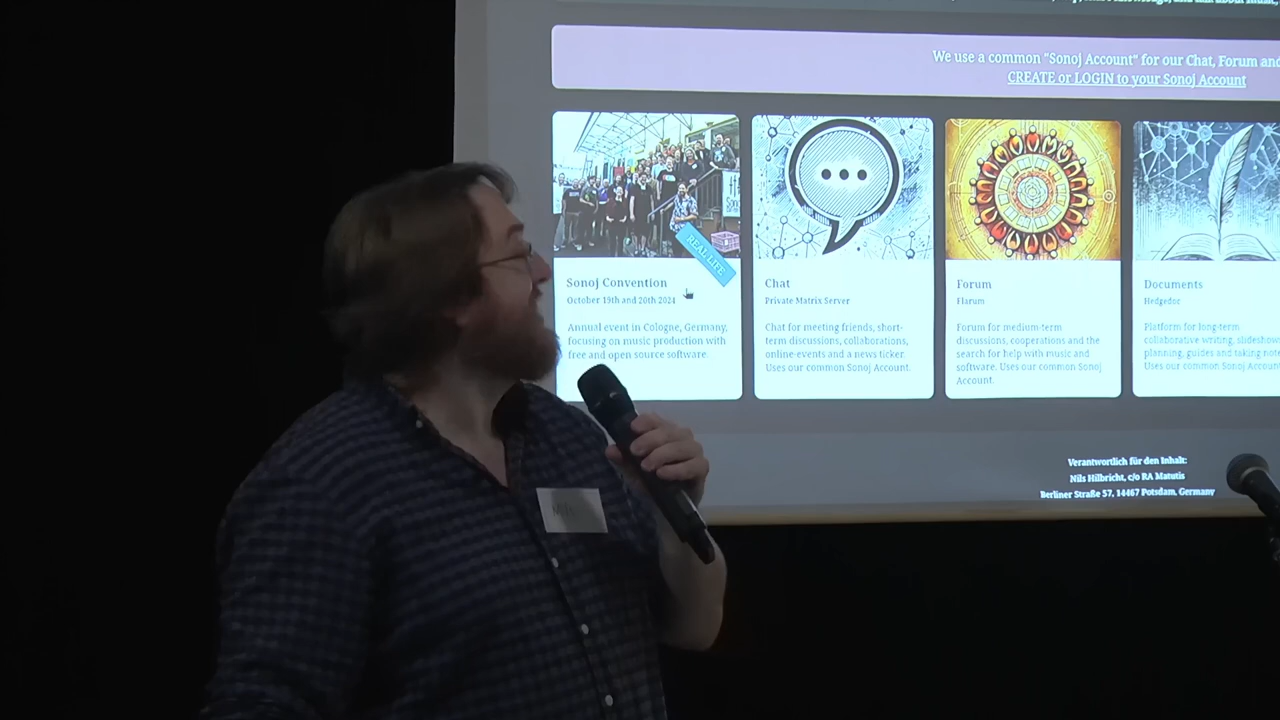 We use a common "Sonoj Account" for our Chat, Forum and
CREATE or LOGIN to your Sonoj Account
REAL LIFE
Sonoj Convention
October 19th and 20th 2024
Annual event in Cologne, Germany,
focusing on music production with
free and open source software.
Chat
Private Matrix Server
Chat for meeting friends, short-
term discussions, collaborations,
online-events and a news ticker.
Uses our common Sonoj Account.
Forum
Flarum
Forum for medium-term
discussions, cooperations and the
search for help with music and
software. Uses our common Sonoj
Account.
Documents
Hedgedoc
Platform for long-term
collaborative writing, slideshows
planning, guides and taking note
Uses our common Sonoj Account
Verantwortlich für den Inhalt:
Nils Hilbricht, c/o RA Matutis
Berliner Straße 57, 14467 Potsdam, Germany